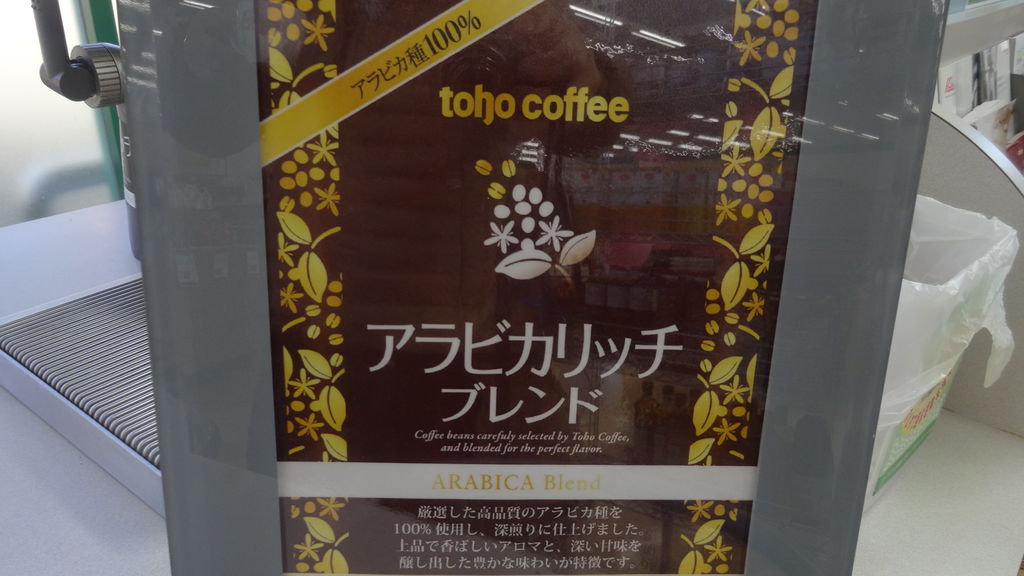 アラビカ種100%
toho coffee
アラビカリッチ
ブレンド
Coffee beans carefuly selected by Toho Coffee,
and blended for the perfect flavor.
ARABICA Blend
厳選した高品質のアラビカ種を
100%使用し、深煎りに仕上げました。
上品で香ばしいアロマと、深い甘味を
醸し出した豊かな味わいが特徴です。